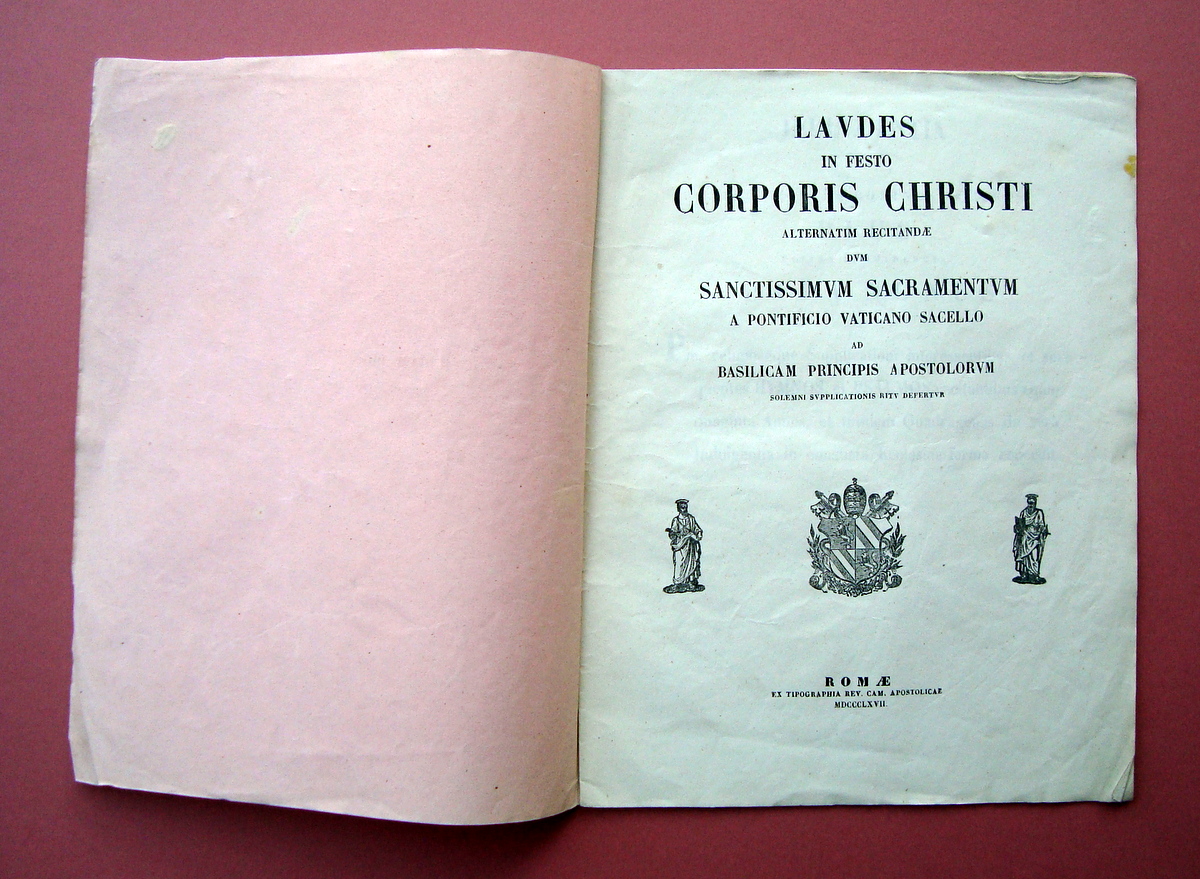 LAVDES
IN FESTO
CORPORIS CHRISTI
ALTERNATIM RECITANDÆ
DVM
SANCTISSIMVM SACRAMENTVM
A PONTIFICIO VATICANO SACELLO
AD
BASILICAM PRINCIPIS APOSTOLORVM
SOLEMNI SVPPLICATIONIS RITV DEFERTVR
ROMÆ
EX TIPOGRAPHIA REV. CAM. APOSTOLICAE
MDCCCLXVII.